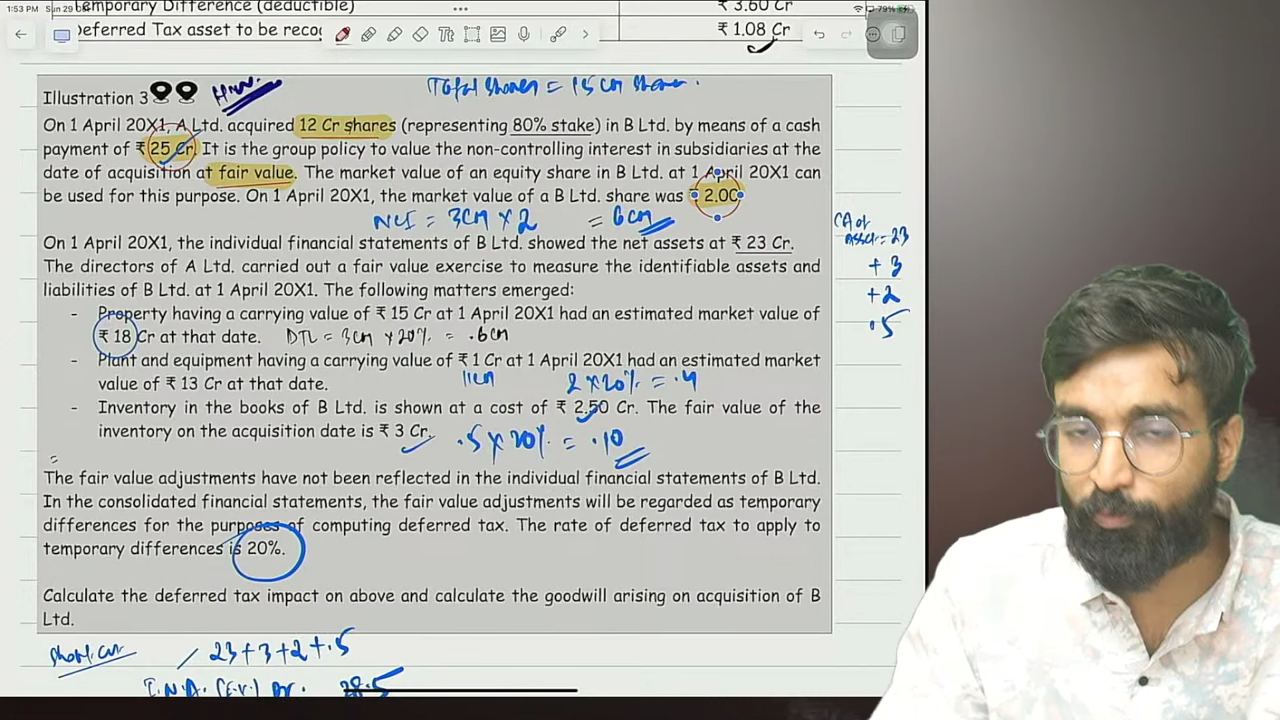 1:53 PM Sun 29
79%
Temporary Difference (deductible)
₹ 3.60 Cr
Deferred Tax asset to be
₹ 1.08 Cr
Illustration 3
H.W.
Total shares = 15 cr shares.
On 1 April 20X1, A Ltd. acquired 12 Cr shares (representing 80% stake) in B Ltd. by means of a cash
payment of ₹ 25 Cr. It is the group policy to value the non-controlling interest in subsidiaries at the
date of acquisition at fair value. The market value of an equity share in B Ltd. at 1 April 20X1 can
be used for this purpose. On 1 April 20X1, the market value of a B Ltd. share was ₹ 2.00
NCI = 3cr × 2 = 6cr
CA of
Asset = 23
+ 3
+2
.5
On 1 April 20X1, the individual financial statements of B Ltd. showed the net assets at ₹ 23 Cr.
The directors of A Ltd. carried out a fair value exercise to measure the identifiable assets and
liabilities of B Ltd. at 1 April 20X1. The following matters emerged:
- Property having a carrying value of ₹ 15 Cr at 1 April 20X1 had an estimated market value of
₹ 18 Cr at that date. DTL = 3cr × 20% = .6cr
- Plant and equipment having a carrying value of ₹ 1 Cr at 1 April 20X1 had an estimated market
value of ₹ 13 Cr at that date. 11cr 2 × 20% = .4
- Inventory in the books of B Ltd. is shown at a cost of ₹ 2.50 Cr. The fair value of the
inventory on the acquisition date is ₹ 3 Cr. .5 × 20% = .10
The fair value adjustments have not been reflected in the individual financial statements of B Ltd.
In the consolidated financial statements, the fair value adjustments will be regarded as temporary
differences for the purposes of computing deferred tax. The rate of deferred tax to apply to
temporary differences is 20%.
Calculate the deferred tax impact on above and calculate the goodwill arising on acquisition of B
Ltd.
Short cut
23+3+2+.5
I.N.A. (F.V.) Dr. 28.5